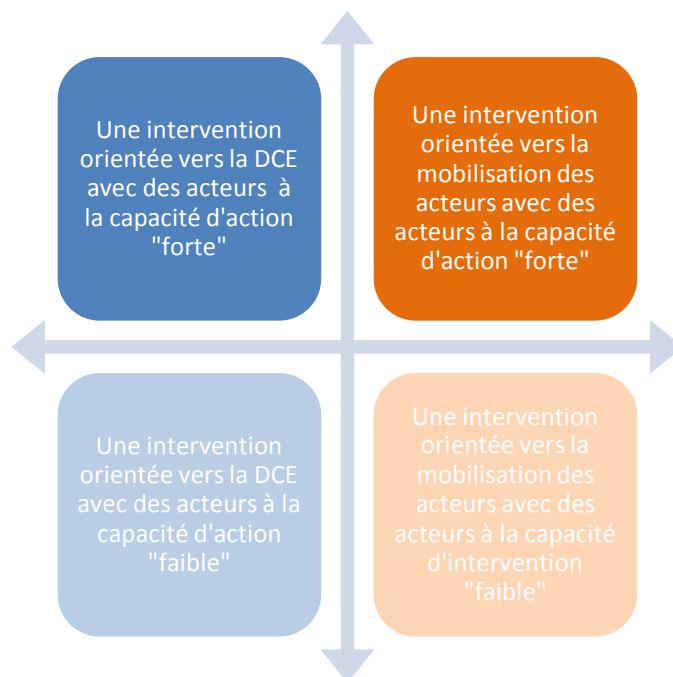 Une intervention
orientée vers la DCE
avec des acteurs à
la capacité d'action
"forte"
Une intervention
orientée vers la
mobilisation des
acteurs avec des
acteurs à la capacité
d'action "forte"
Une intervention
orientée vers la DCE
avec des acteurs à la
capacité d'action
"faible"
Une intervention
orientée vers la
mobilisation des
acteurs avec des
acteurs à la capacité
d'intervention
"faible"